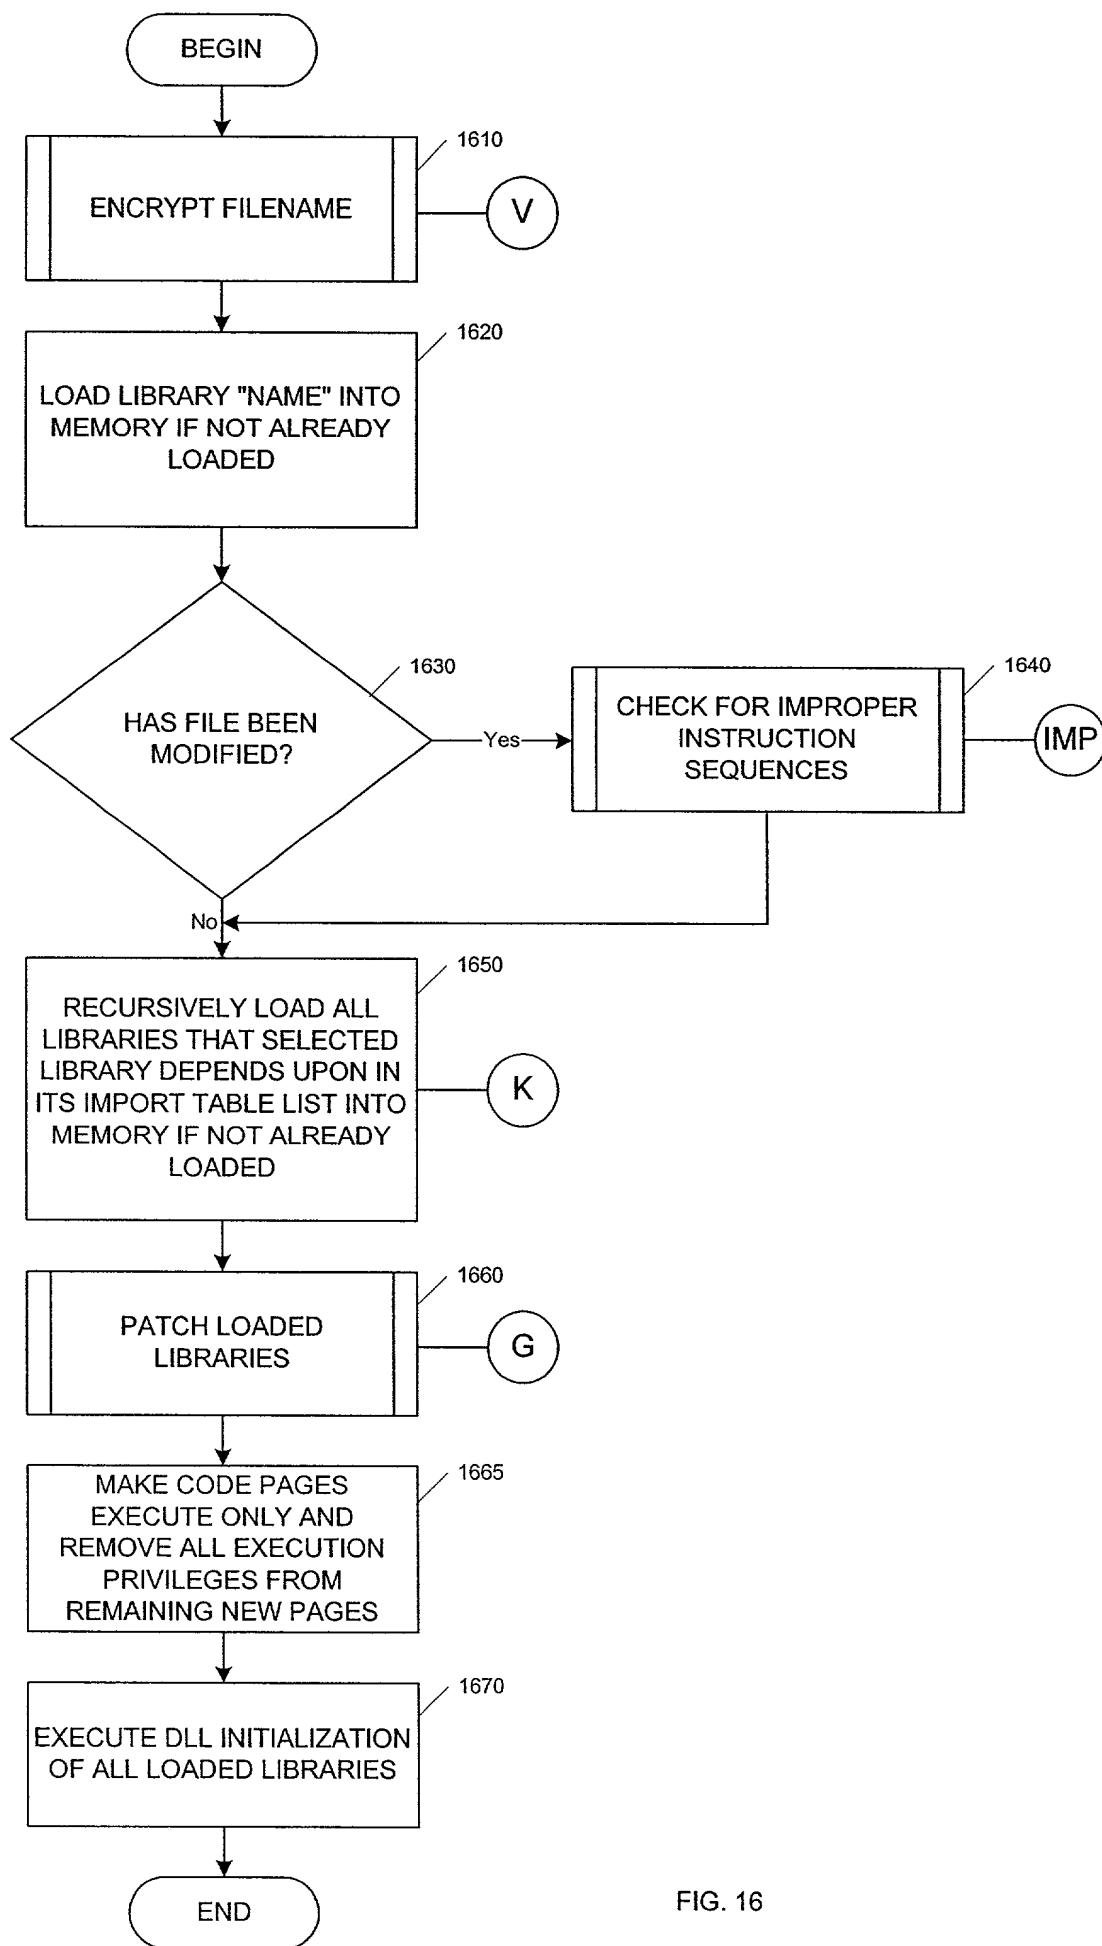 BEGIN
1610
ENCRYPT FILENAME
V
1620
LOAD LIBRARY "NAME" INTO
MEMORY IF NOT ALREADY
LOADED
1630
HAS FILE BEEN
MODIFIED?
Yes
1640
CHECK FOR IMPROPER
INSTRUCTION
SEQUENCES
IMP
No
1650
RECURSIVELY LOAD ALL
LIBRARIES THAT SELECTED
LIBRARY DEPENDS UPON IN
ITS IMPORT TABLE LIST INTO
MEMORY IF NOT ALREADY
LOADED
K
1660
PATCH LOADED
LIBRARIES
G
1665
MAKE CODE PAGES
EXECUTE ONLY AND
REMOVE ALL EXECUTION
PRIVILEGES FROM
REMAINING NEW PAGES
1670
EXECUTE DLL INITIALIZATION
OF ALL LOADED LIBRARIES
END
FIG. 16